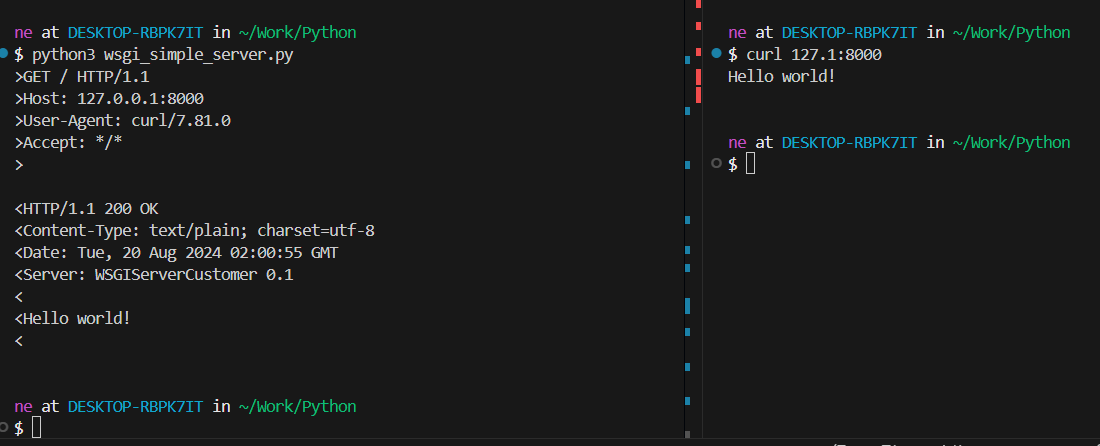 ne at DESKTOP-RBPK7IT in ~/Work/Python
$ python3 wsgi_simple_server.py
>GET / HTTP/1.1
>Host: 127.0.0.1:8000
>User-Agent: curl/7.81.0
>Accept: */*
>
<HTTP/1.1 200 OK
<Content-Type: text/plain; charset=utf-8
<Date: Tue, 20 Aug 2024 02:00:55 GMT
<Server: WSGIServerCustomer 0.1
<
<Hello world!
<
ne at DESKTOP-RBPK7IT in ~/Work/Python
$
ne at DESKTOP-RBPK7IT in ~/Work/Python
$ curl 127.1:8000
Hello world!
ne at DESKTOP-RBPK7IT in ~/Work/Python
$